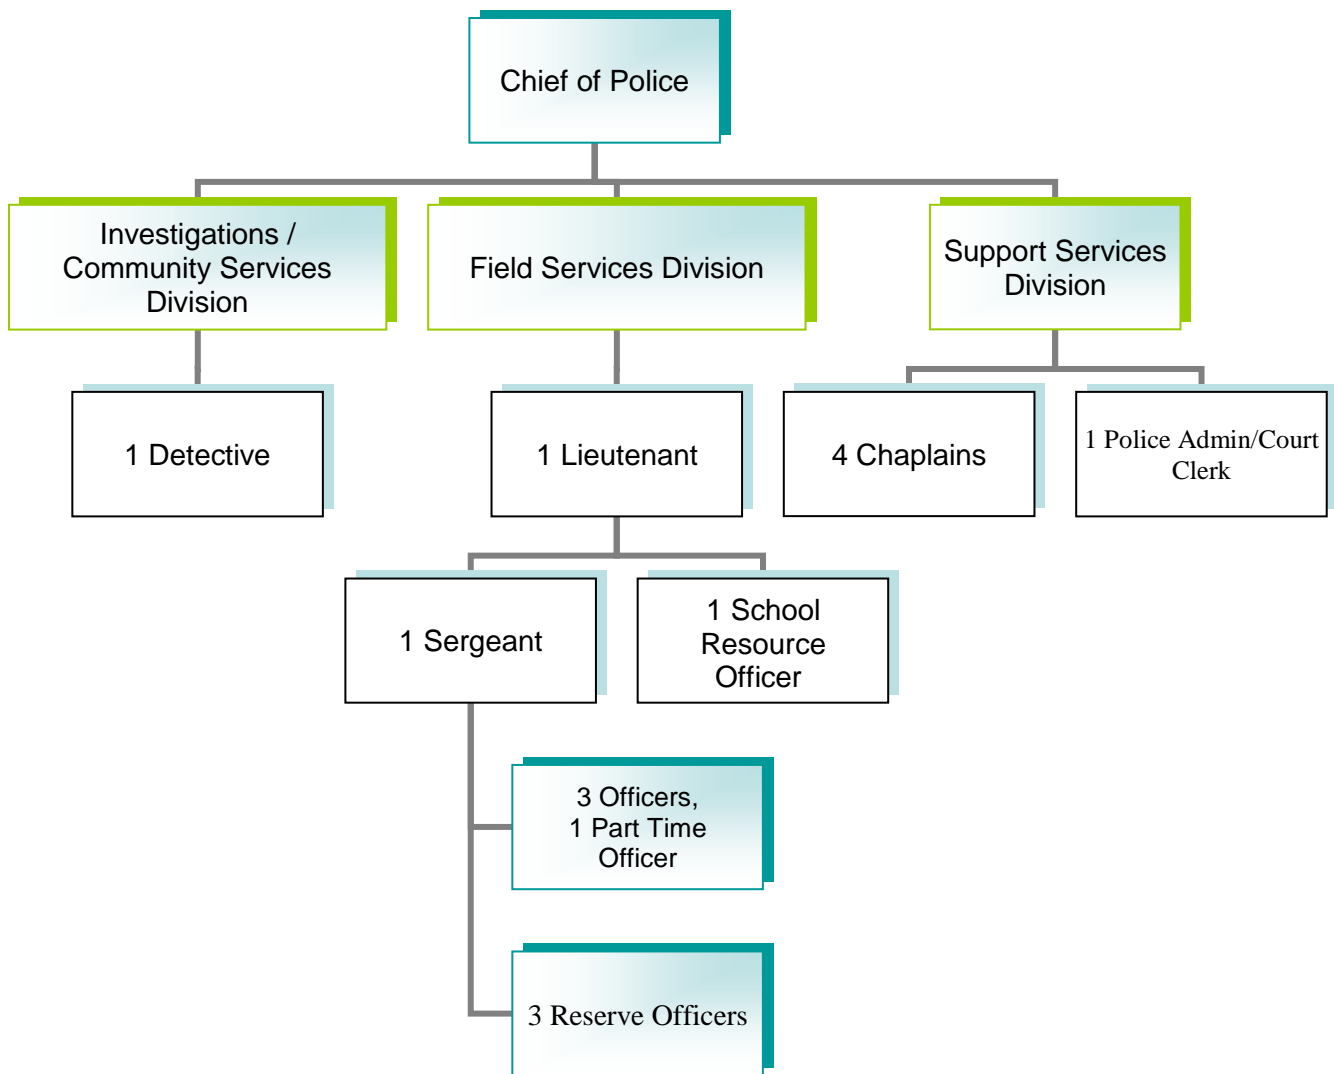 Chief of Police
Investigations /
Community Services
Division
Field Services Division
Support Services
Division
1 Detective
1 Lieutenant
4 Chaplains
1 Police Admin/Court
Clerk
1 Sergeant
1 School
Resource
Officer
3 Officers,
1 Part Time
Officer
3 Reserve Officers